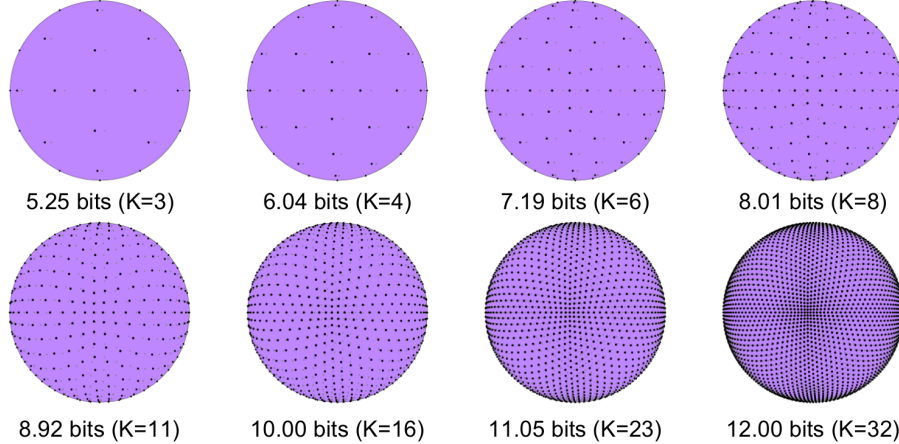 5.25 bits (K=3)
6.04 bits (K=4)
7.19 bits (K=6)
8.01 bits (K=8)
8.92 bits (K=11)
10.00 bits (K=16)
11.05 bits (K=23)
12.00 bits (K=32)